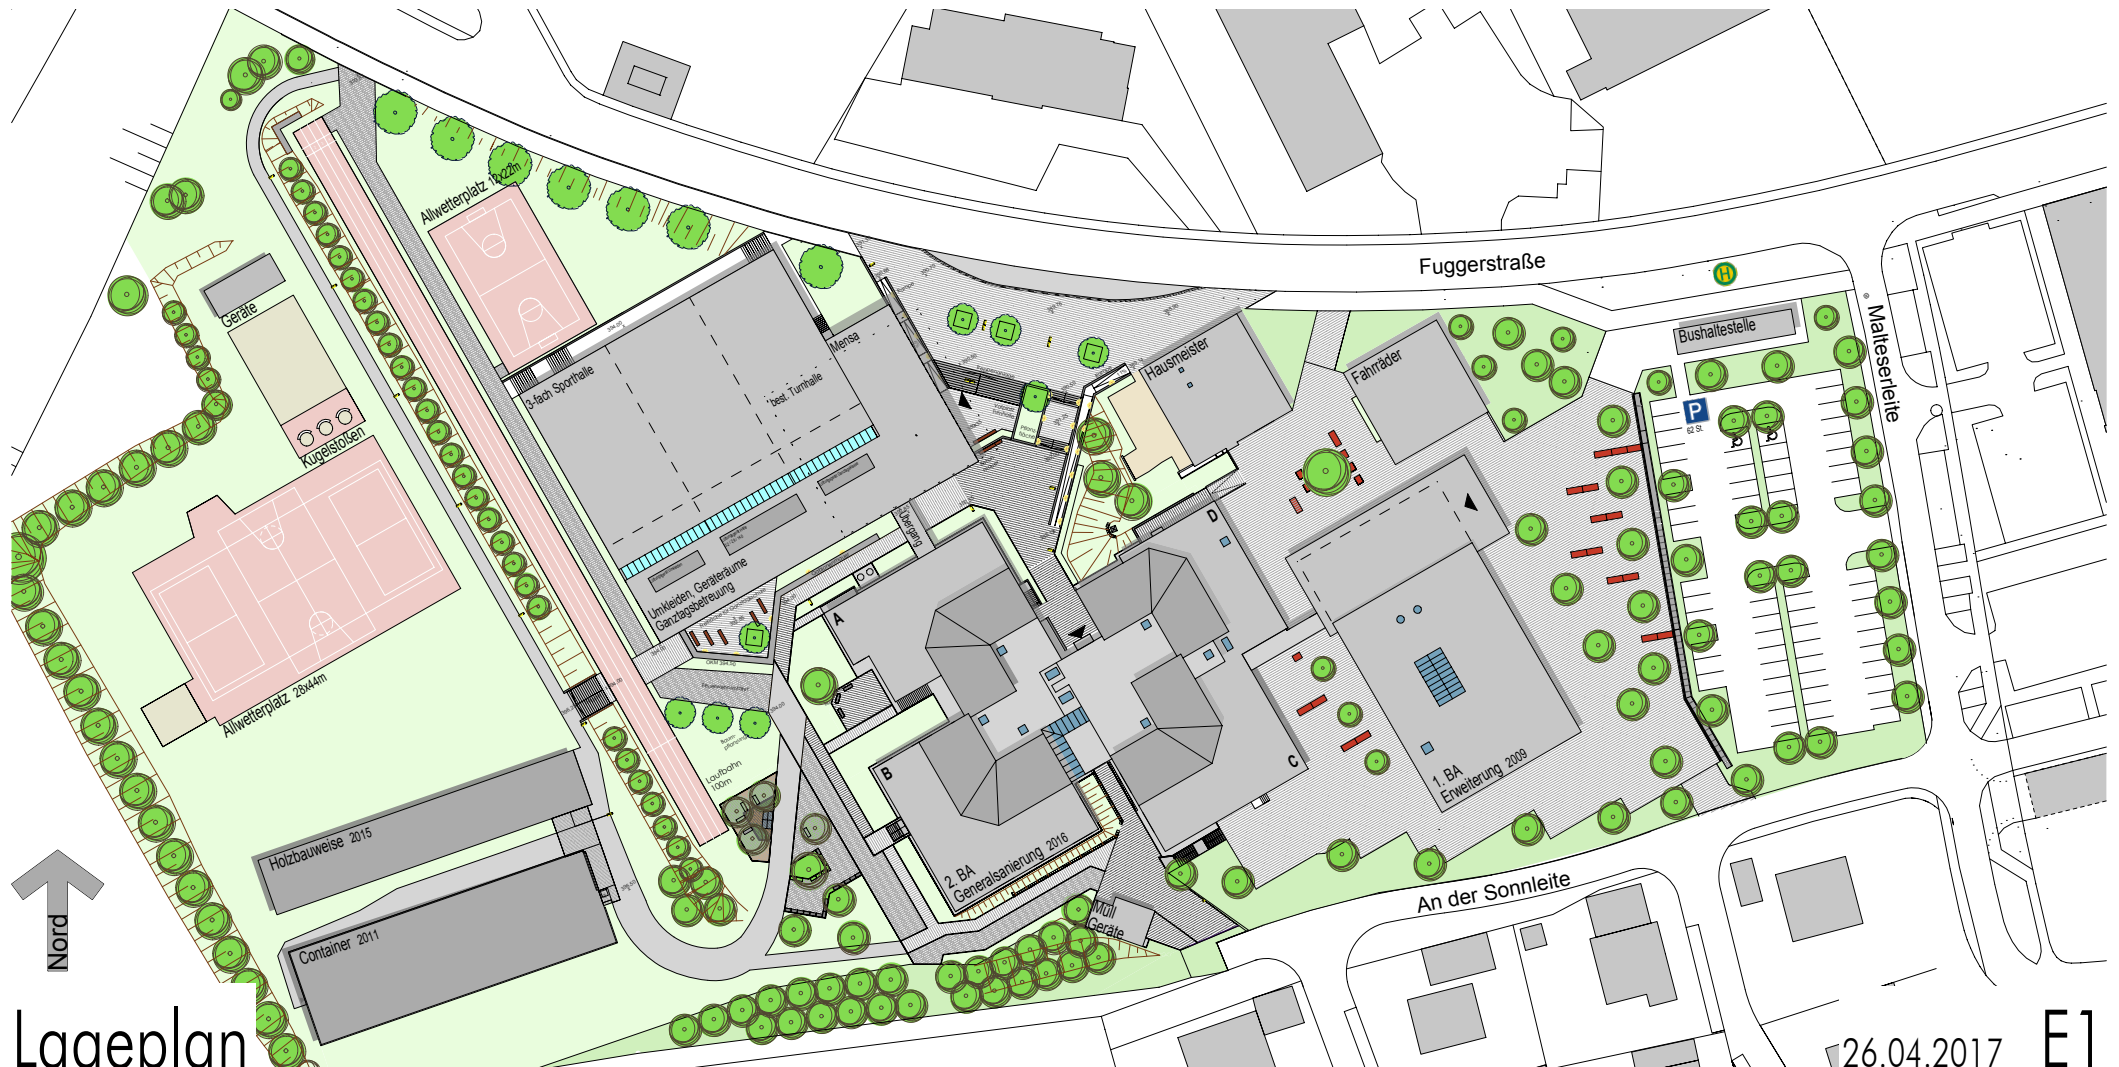 Allwetterplatz 12x22m
Fuggerstraße
H
Malteserleite
Bushaltestelle
Geräte
Mensa
Hausmeister
Fahrräder
3-fach Sporthalle
best. Turnhalle
P
62 St.
Kugelstoßen
Übergang
D
Umkleiden, Geräteräume
Ganztagsbetreuung
A
Allwetterplatz 28x44m
Laufbahn
100m
B
C
1. BA
Erweiterung 2009
2. BA
Generalsanierung 2016
Holzbauweise 2015
Container 2011
Müll
Geräte
An der Sonnleite
Nord
Lageplan
26.04.2017
E1